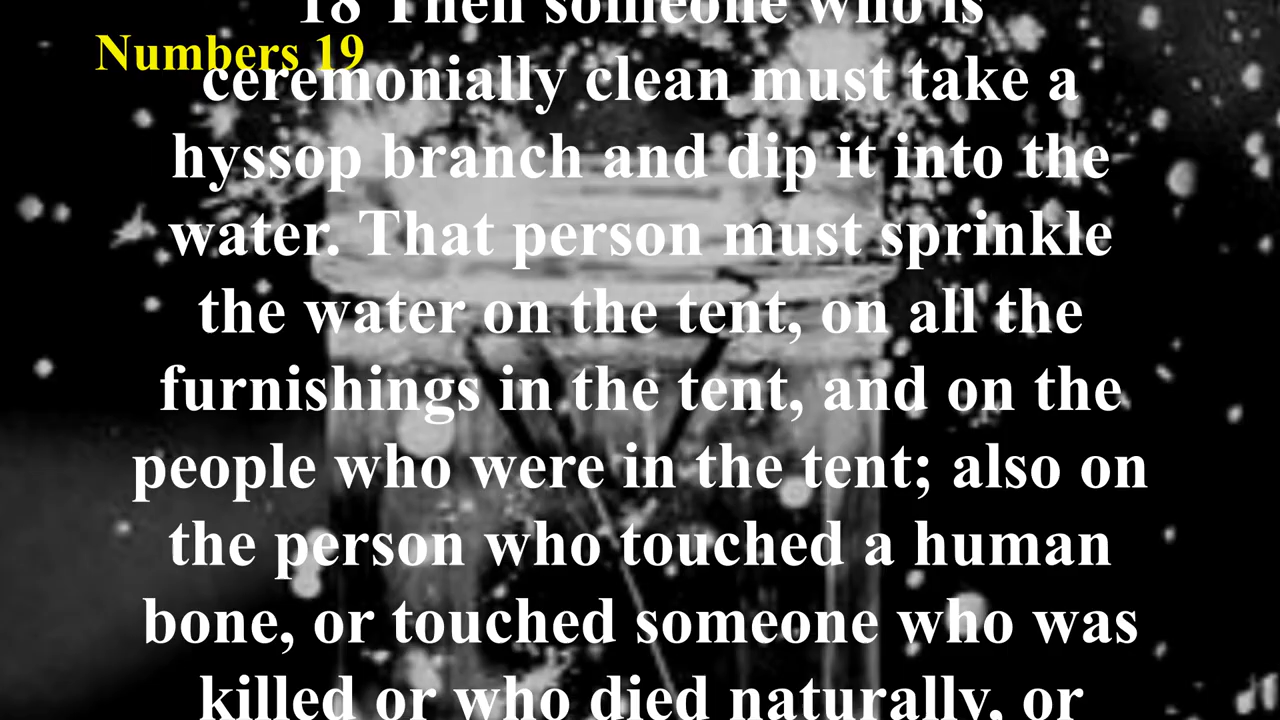 18 Then someone who is
Numbers 19
ceremonially clean must take a
hyssop branch and dip it into the
water. That person must sprinkle
the water on the tent, on all the
furnishings in the tent, and on the
people who were in the tent; also on
the person who touched a human
bone, or touched someone who was
killed or who died naturally, or